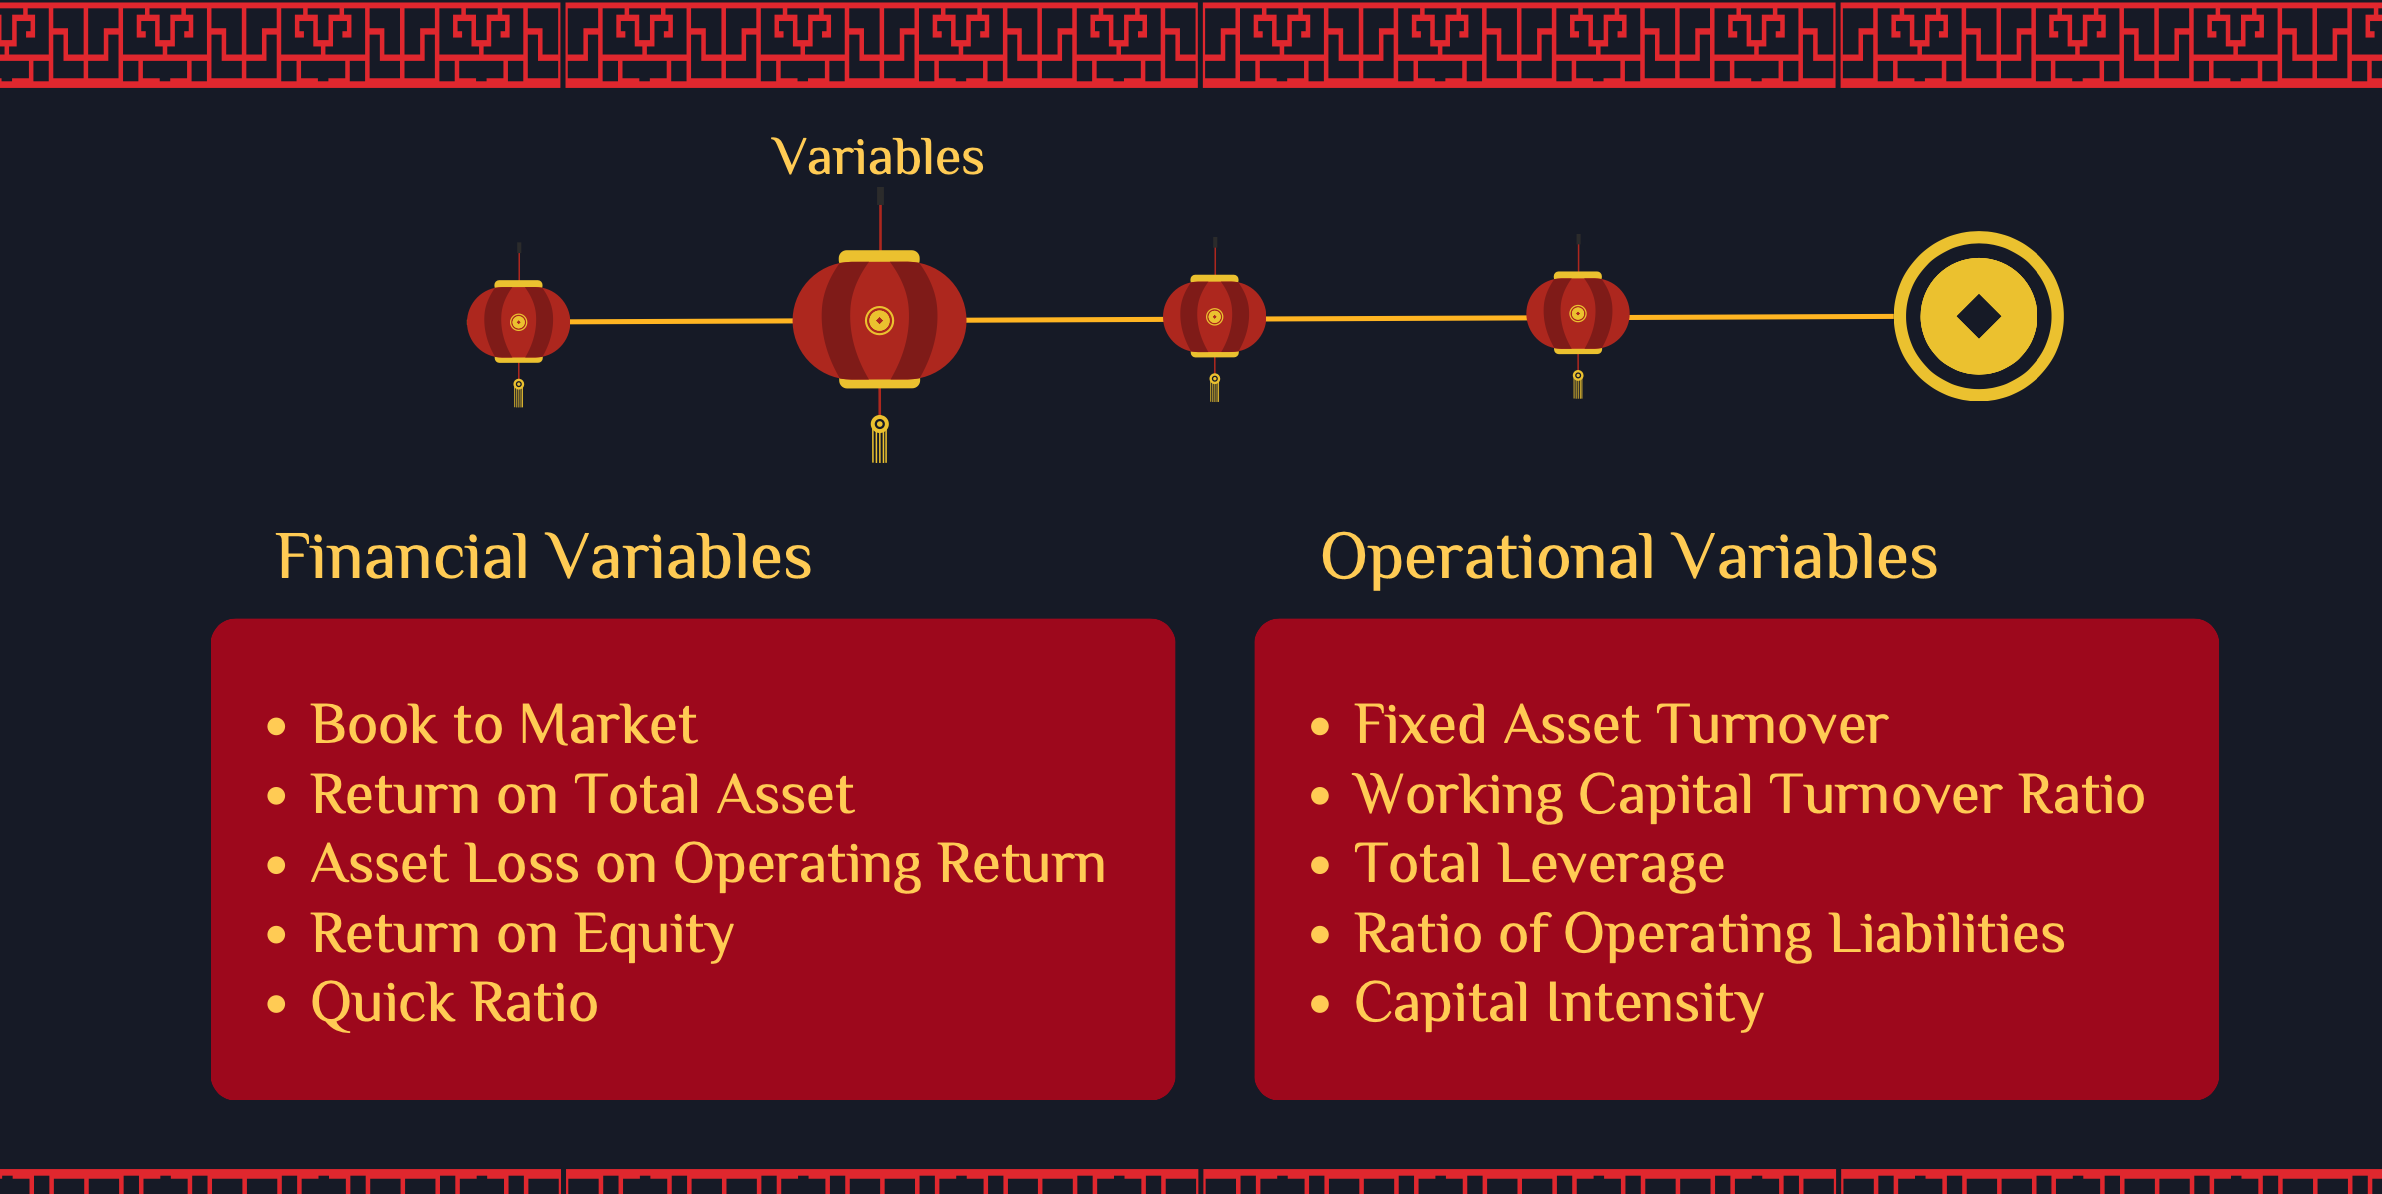 Variables
Financial Variables
• Book to Market
• Return on Total Asset
• Asset Loss on Operating Return
• Return on Equity
• Quick Ratio
Operational Variables
• Fixed Asset Turnover
• Working Capital Turnover Ratio
• Total Leverage
• Ratio of Operating Liabilities
• Capital Intensity